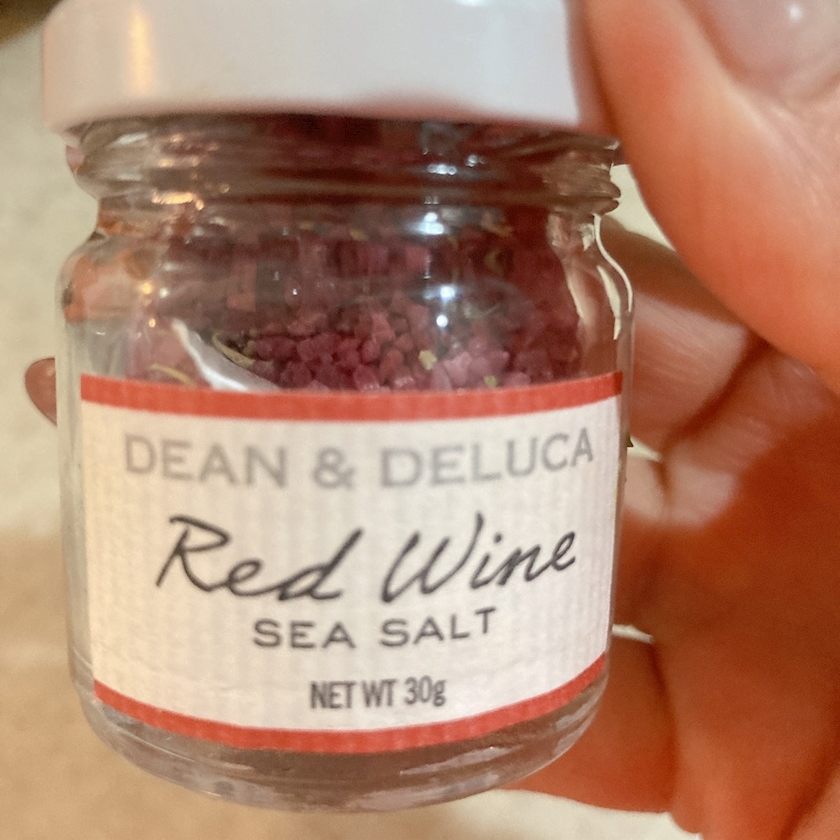 DEAN & DELUCA
Red Wine
SEA SALT
NET WT 30g